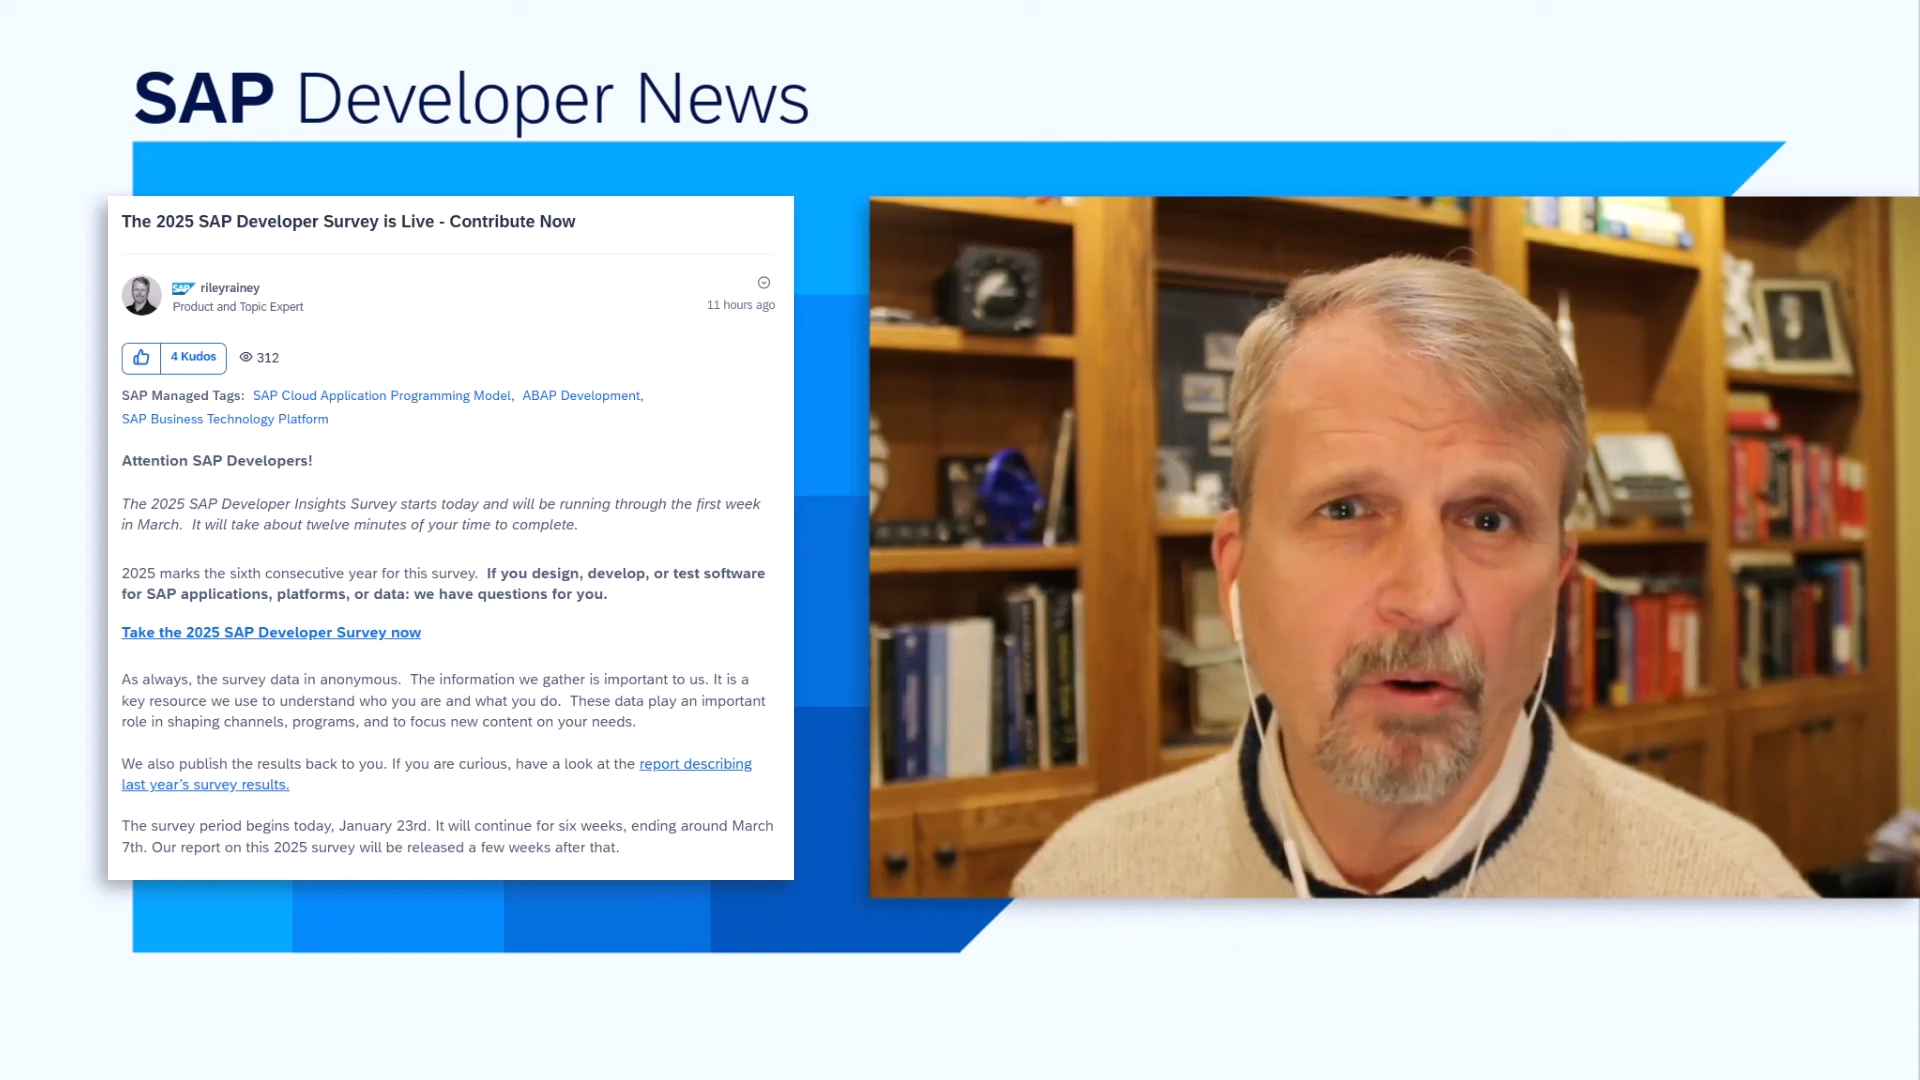 SAP Developer News
The 2025 SAP Developer Survey is Live - Contribute Now
SAP rileyrainey
Product and Topic Expert
11 hours ago
4 Kudos 312
SAP Managed Tags: SAP Cloud Application Programming Model, ABAP Development,
SAP Business Technology Platform
Attention SAP Developers!
The 2025 SAP Developer Insights Survey starts today and will be running through the first week
in March. It will take about twelve minutes of your time to complete.
2025 marks the sixth consecutive year for this survey. If you design, develop, or test software
for SAP applications, platforms, or data: we have questions for you.
Take the 2025 SAP Developer Survey now
As always, the survey data in anonymous. The information we gather is important to us. It is a
key resource we use to understand who you are and what you do. These data play an important
role in shaping channels, programs, and to focus new content on your needs.
We also publish the results back to you. If you are curious, have a look at the report describing
last year's survey results.
The survey period begins today, January 23rd. It will continue for six weeks, ending around March
7th. Our report on this 2025 survey will be released a few weeks after that.